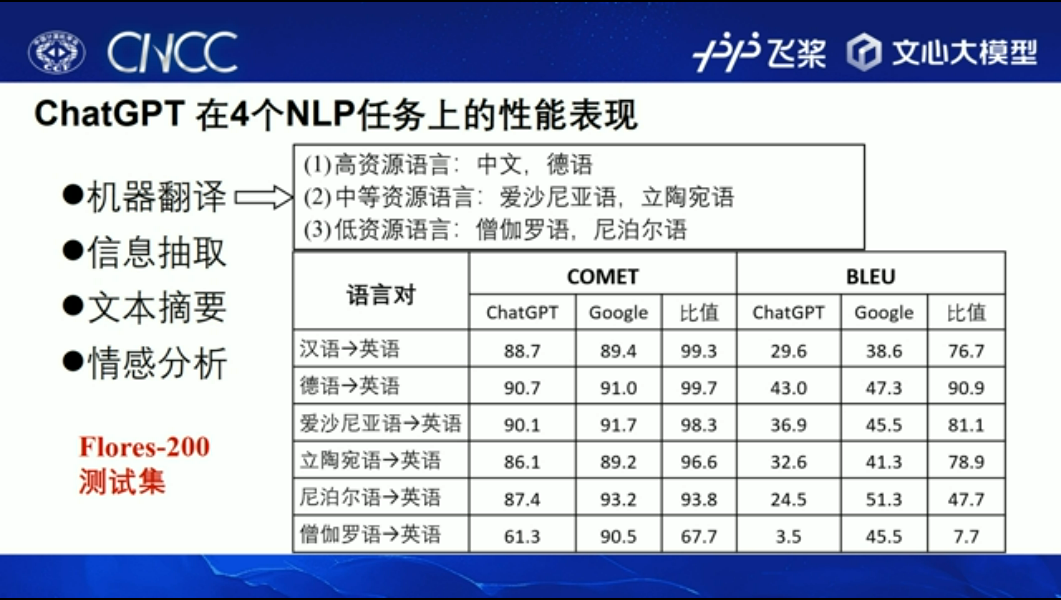 CNCC
飞桨
文心大模型
ChatGPT 在4个NLP任务上的性能表现
●机器翻译
●信息抽取
●文本摘要
●情感分析
Flores-200
测试集
(1)高资源语言：中文，德语
(2)中等资源语言：爱沙尼亚语，立陶宛语
(3)低资源语言：僧伽罗语，尼泊尔语
语言对 COMET BLEU
ChatGPT Google 比值 ChatGPT Google 比值
汉语→英语 88.7 89.4 99.3 29.6 38.6 76.7
德语→英语 90.7 91.0 99.7 43.0 47.3 90.9
爱沙尼亚语→英语 90.1 91.7 98.3 36.9 45.5 81.1
立陶宛语→英语 86.1 89.2 96.6 32.6 41.3 78.9
尼泊尔语→英语 87.4 93.2 93.8 24.5 51.3 47.7
僧伽罗语→英语 61.3 90.5 67.7 3.5 45.5 7.7